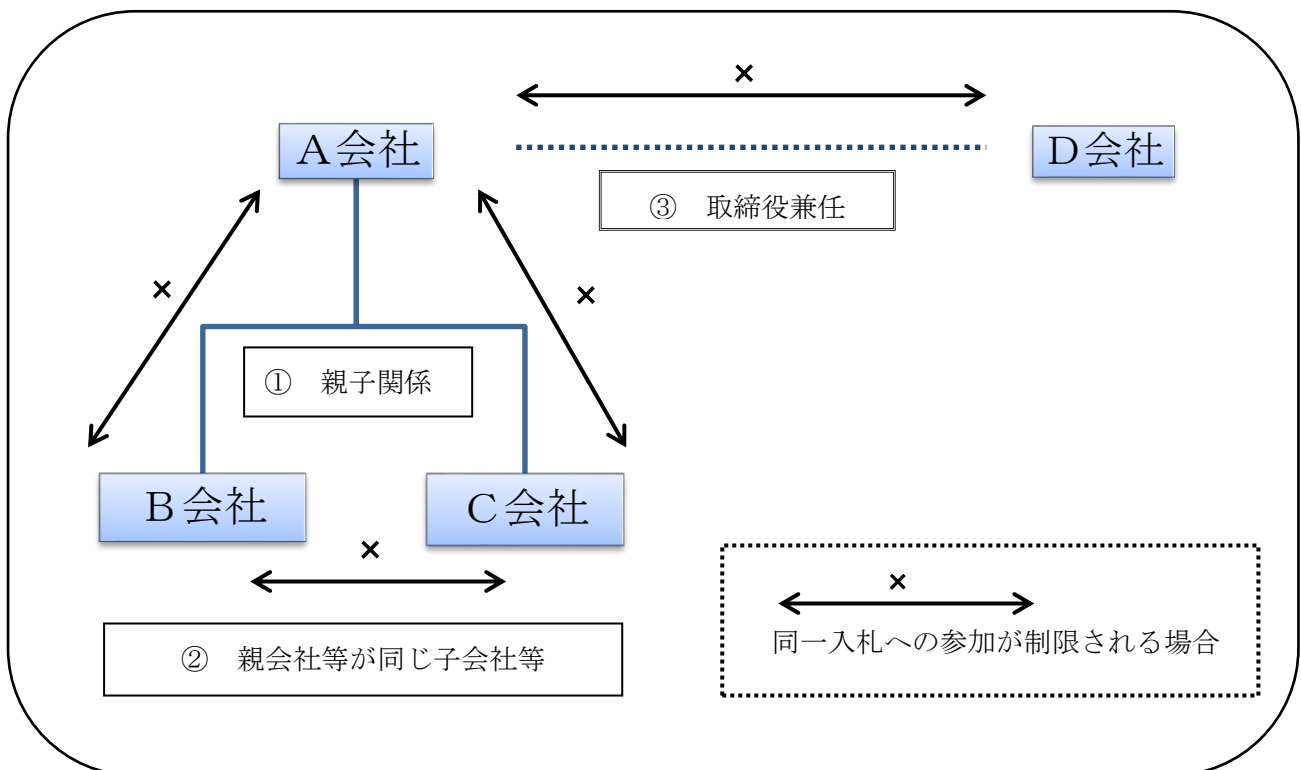 ×
A会社
D会社
③ 取締役兼任
×
×
① 親子関係
B会社
C会社
×
② 親会社等が同じ子会社等
×
同一入札への参加が制限される場合